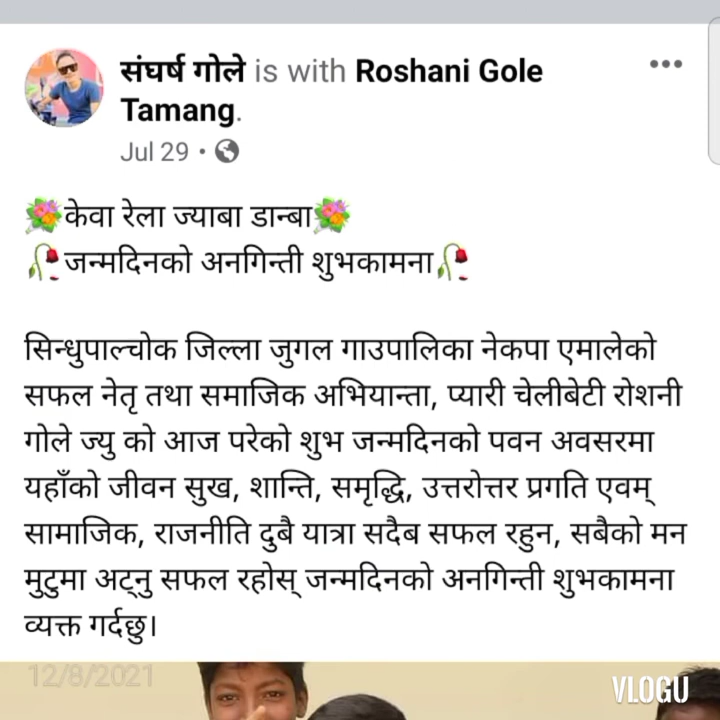 संघर्ष गोले is with Roshani Gole
Tamang.
Jul 29 •
केवा रेला ज्याबा डान्बा
जन्मदिनको अनगिन्ती शुभकामना
सिन्धुपाल्चोक जिल्ला जुगल गाउपालिका नेकपा एमालेको
सफल नेतृ तथा समाजिक अभियान्ता, प्यारी चेलीबेटी रोशनी
गोले ज्यु को आज परेको शुभ जन्मदिनको पवन अवसरमा
यहाँको जीवन सुख, शान्ति, समृद्धि, उत्तरोत्तर प्रगति एवम्
सामाजिक, राजनीति दुबै यात्रा सदैब सफल रहुन, सबैको मन
मुटुमा अट्नु सफल रहोस् जन्मदिनको अनगिन्ती शुभकामना
व्यक्त गर्दछु।
12/8/2021
VLOGU